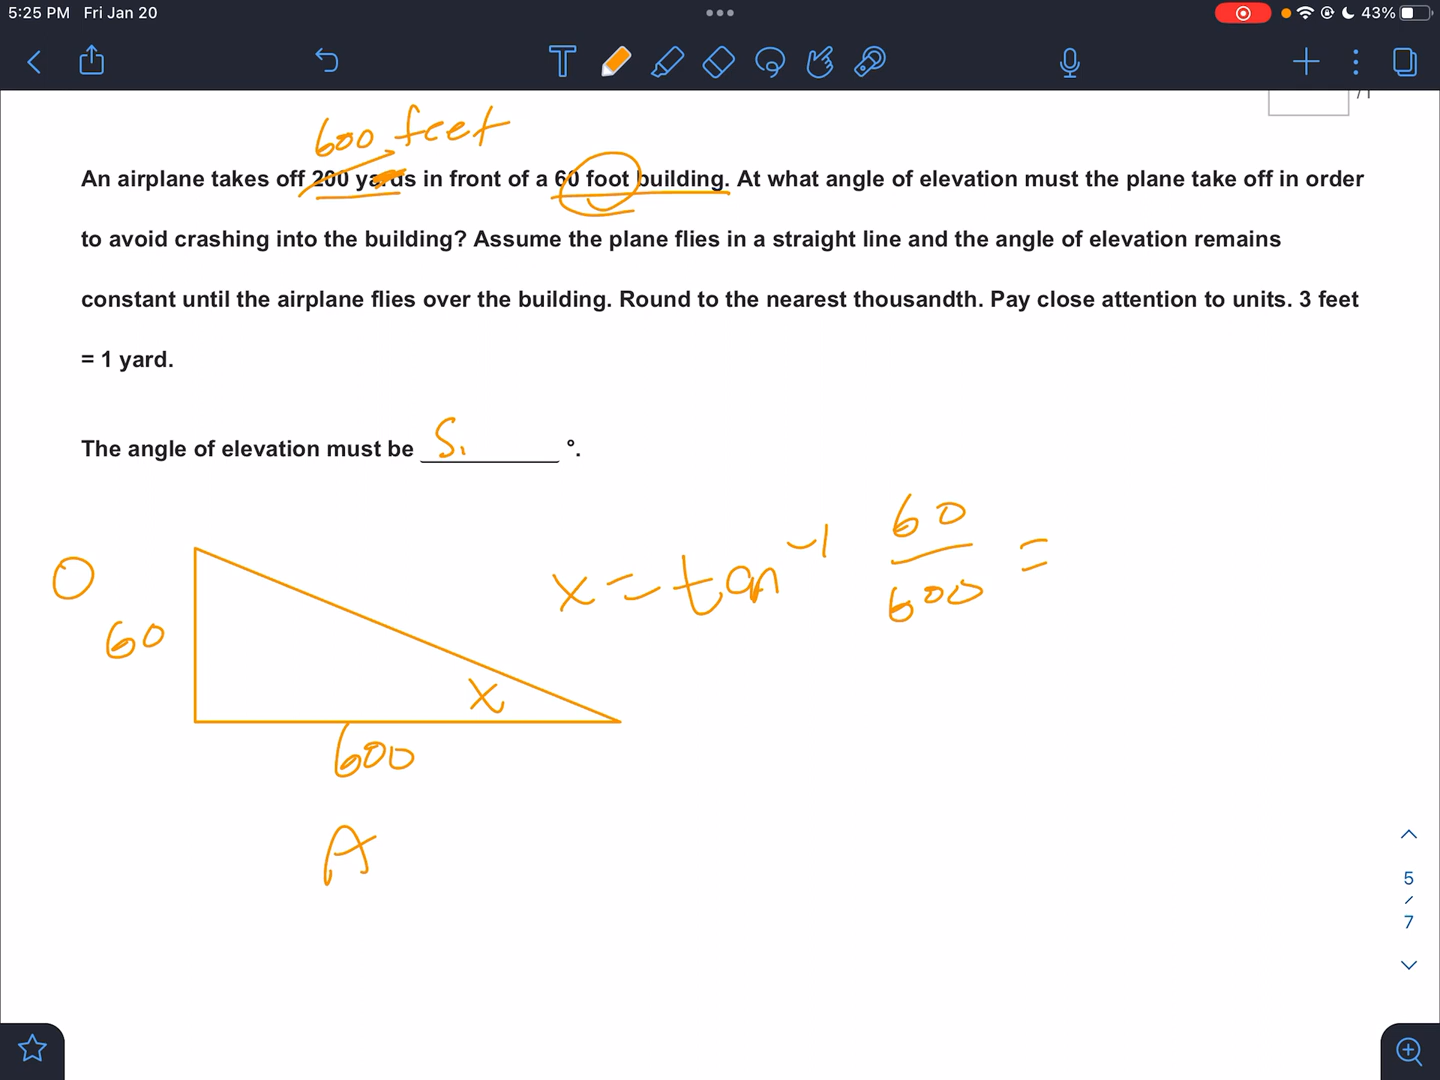 5:25 PM Fri Jan 20
43%
T
600 feet
An airplane takes off 200 yards in front of a 60 foot building. At what angle of elevation must the plane take off in order
to avoid crashing into the building? Assume the plane flies in a straight line and the angle of elevation remains
constant until the airplane flies over the building. Round to the nearest thousandth. Pay close attention to units. 3 feet
= 1 yard.
The angle of elevation must be 5. °.
O
60
x
600
A
x = tan⁻¹ 60/600 =
5
/
7